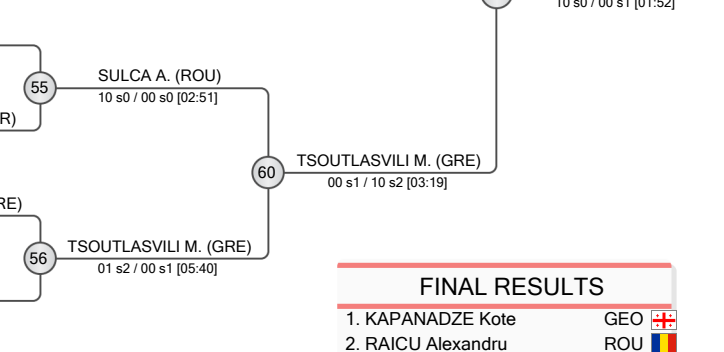 10 s0 / 00 s1 [01:52]
SULCA A. (ROU)
55
10 s0 / 00 s0 [02:51]
R)
TSOUTLASVILI M. (GRE)
60
00 s1 / 10 s2 [03:19]
RE)
TSOUTLASVILI M. (GRE)
56
01 s2 / 00 s1 [05:40]
FINAL RESULTS
1. KAPANADZE Kote GEO
2. RAICU Alexandru ROU